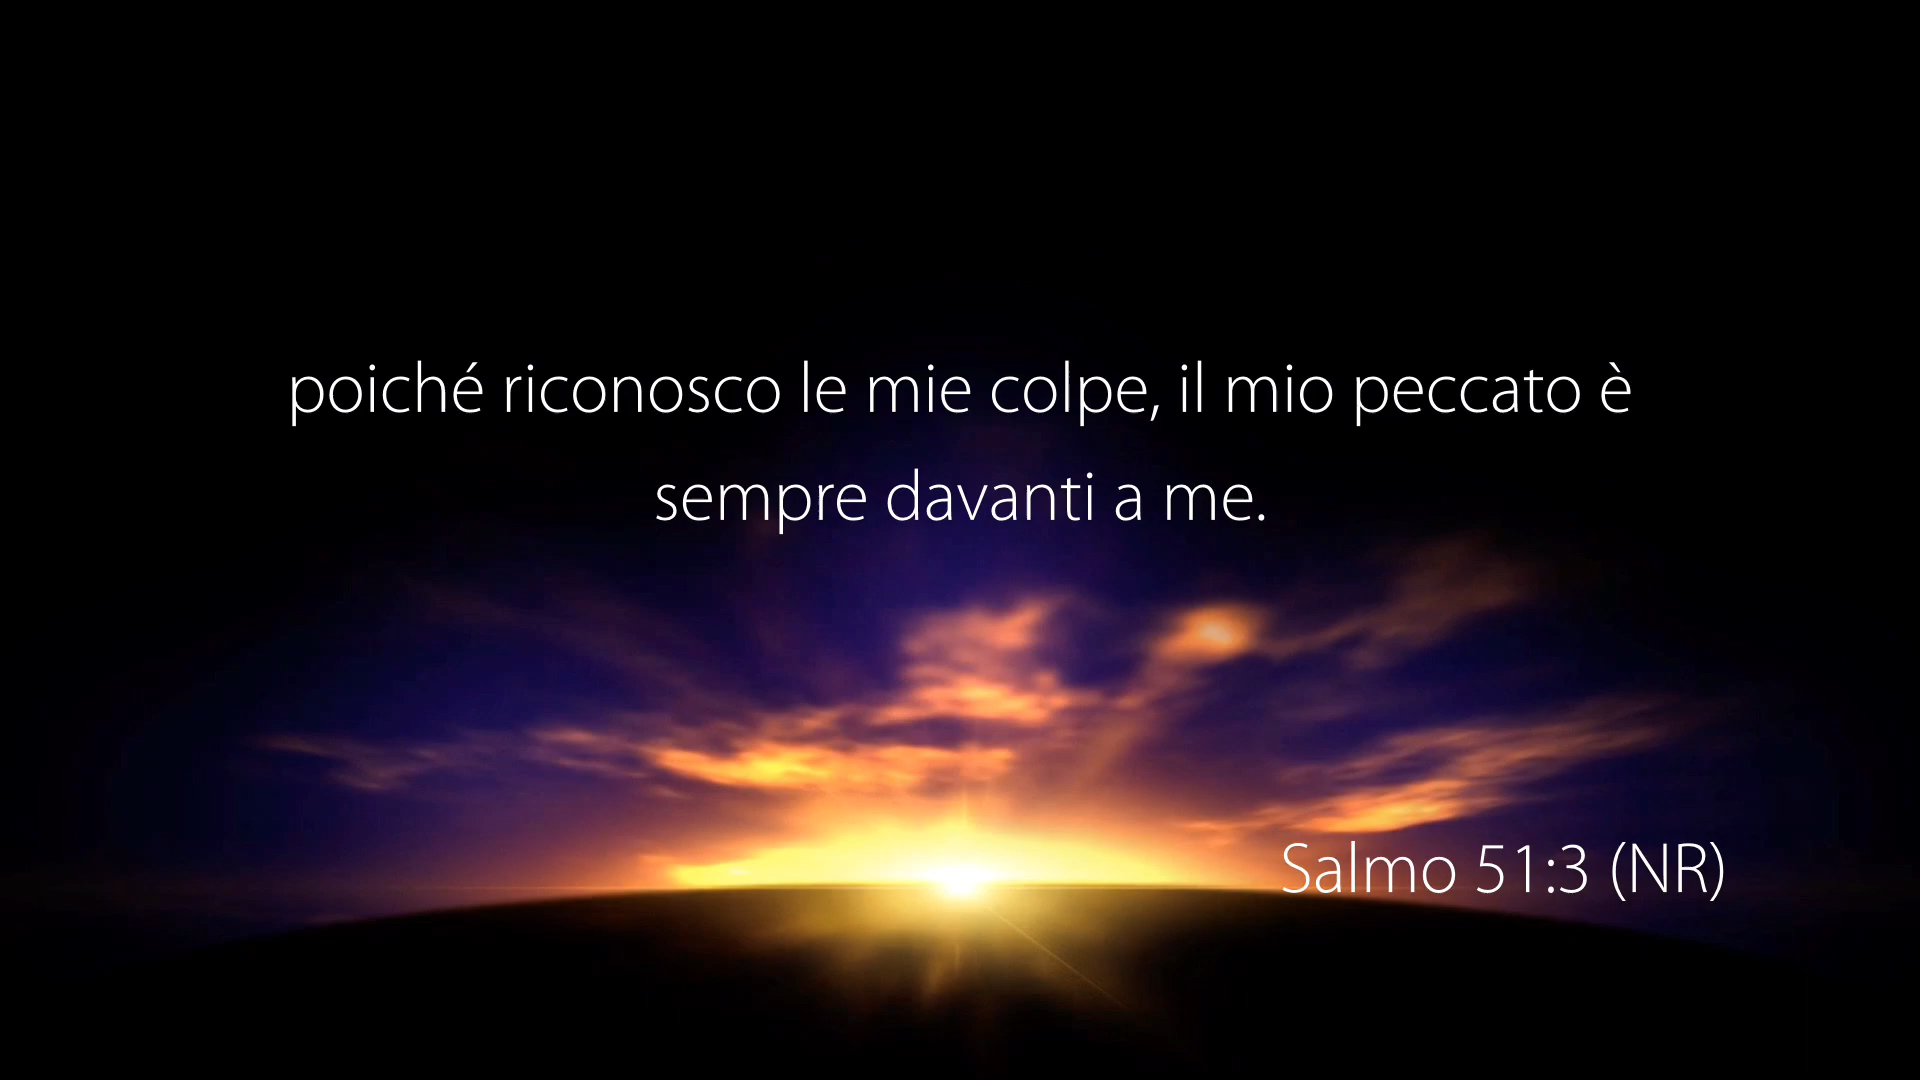 poiché riconosco le mie colpe, il mio peccato è
sempre davanti a me.
Salmo 51:3 (NR)